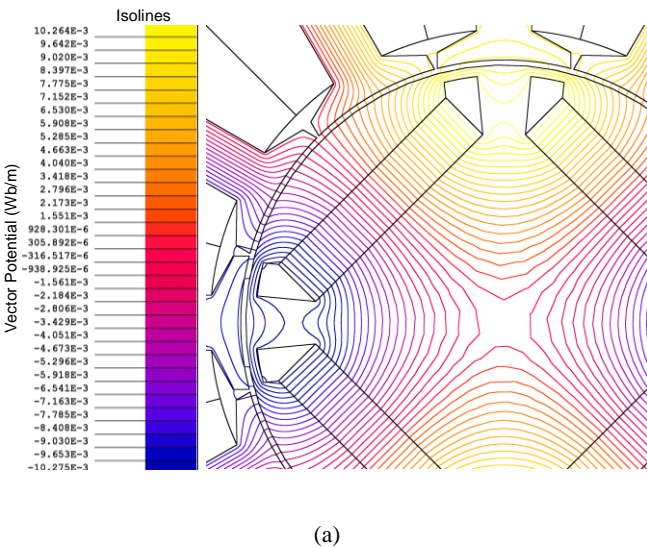 Isolines
10.264E-3
9.642E-3
9.020E-3
8.397E-3
7.775E-3
7.152E-3
6.530E-3
5.908E-3
5.285E-3
4.663E-3
4.040E-3
3.418E-3
2.796E-3
2.173E-3
1.551E-3
928.301E-6
305.892E-6
-316.517E-6
-938.925E-6
-1.561E-3
-2.184E-3
-2.806E-3
-3.429E-3
-4.051E-3
-4.673E-3
-5.296E-3
-5.918E-3
-6.541E-3
-7.163E-3
-7.785E-3
-8.408E-3
-9.030E-3
-9.653E-3
-10.275E-3
Vector Potential (Wb/m)
(a)